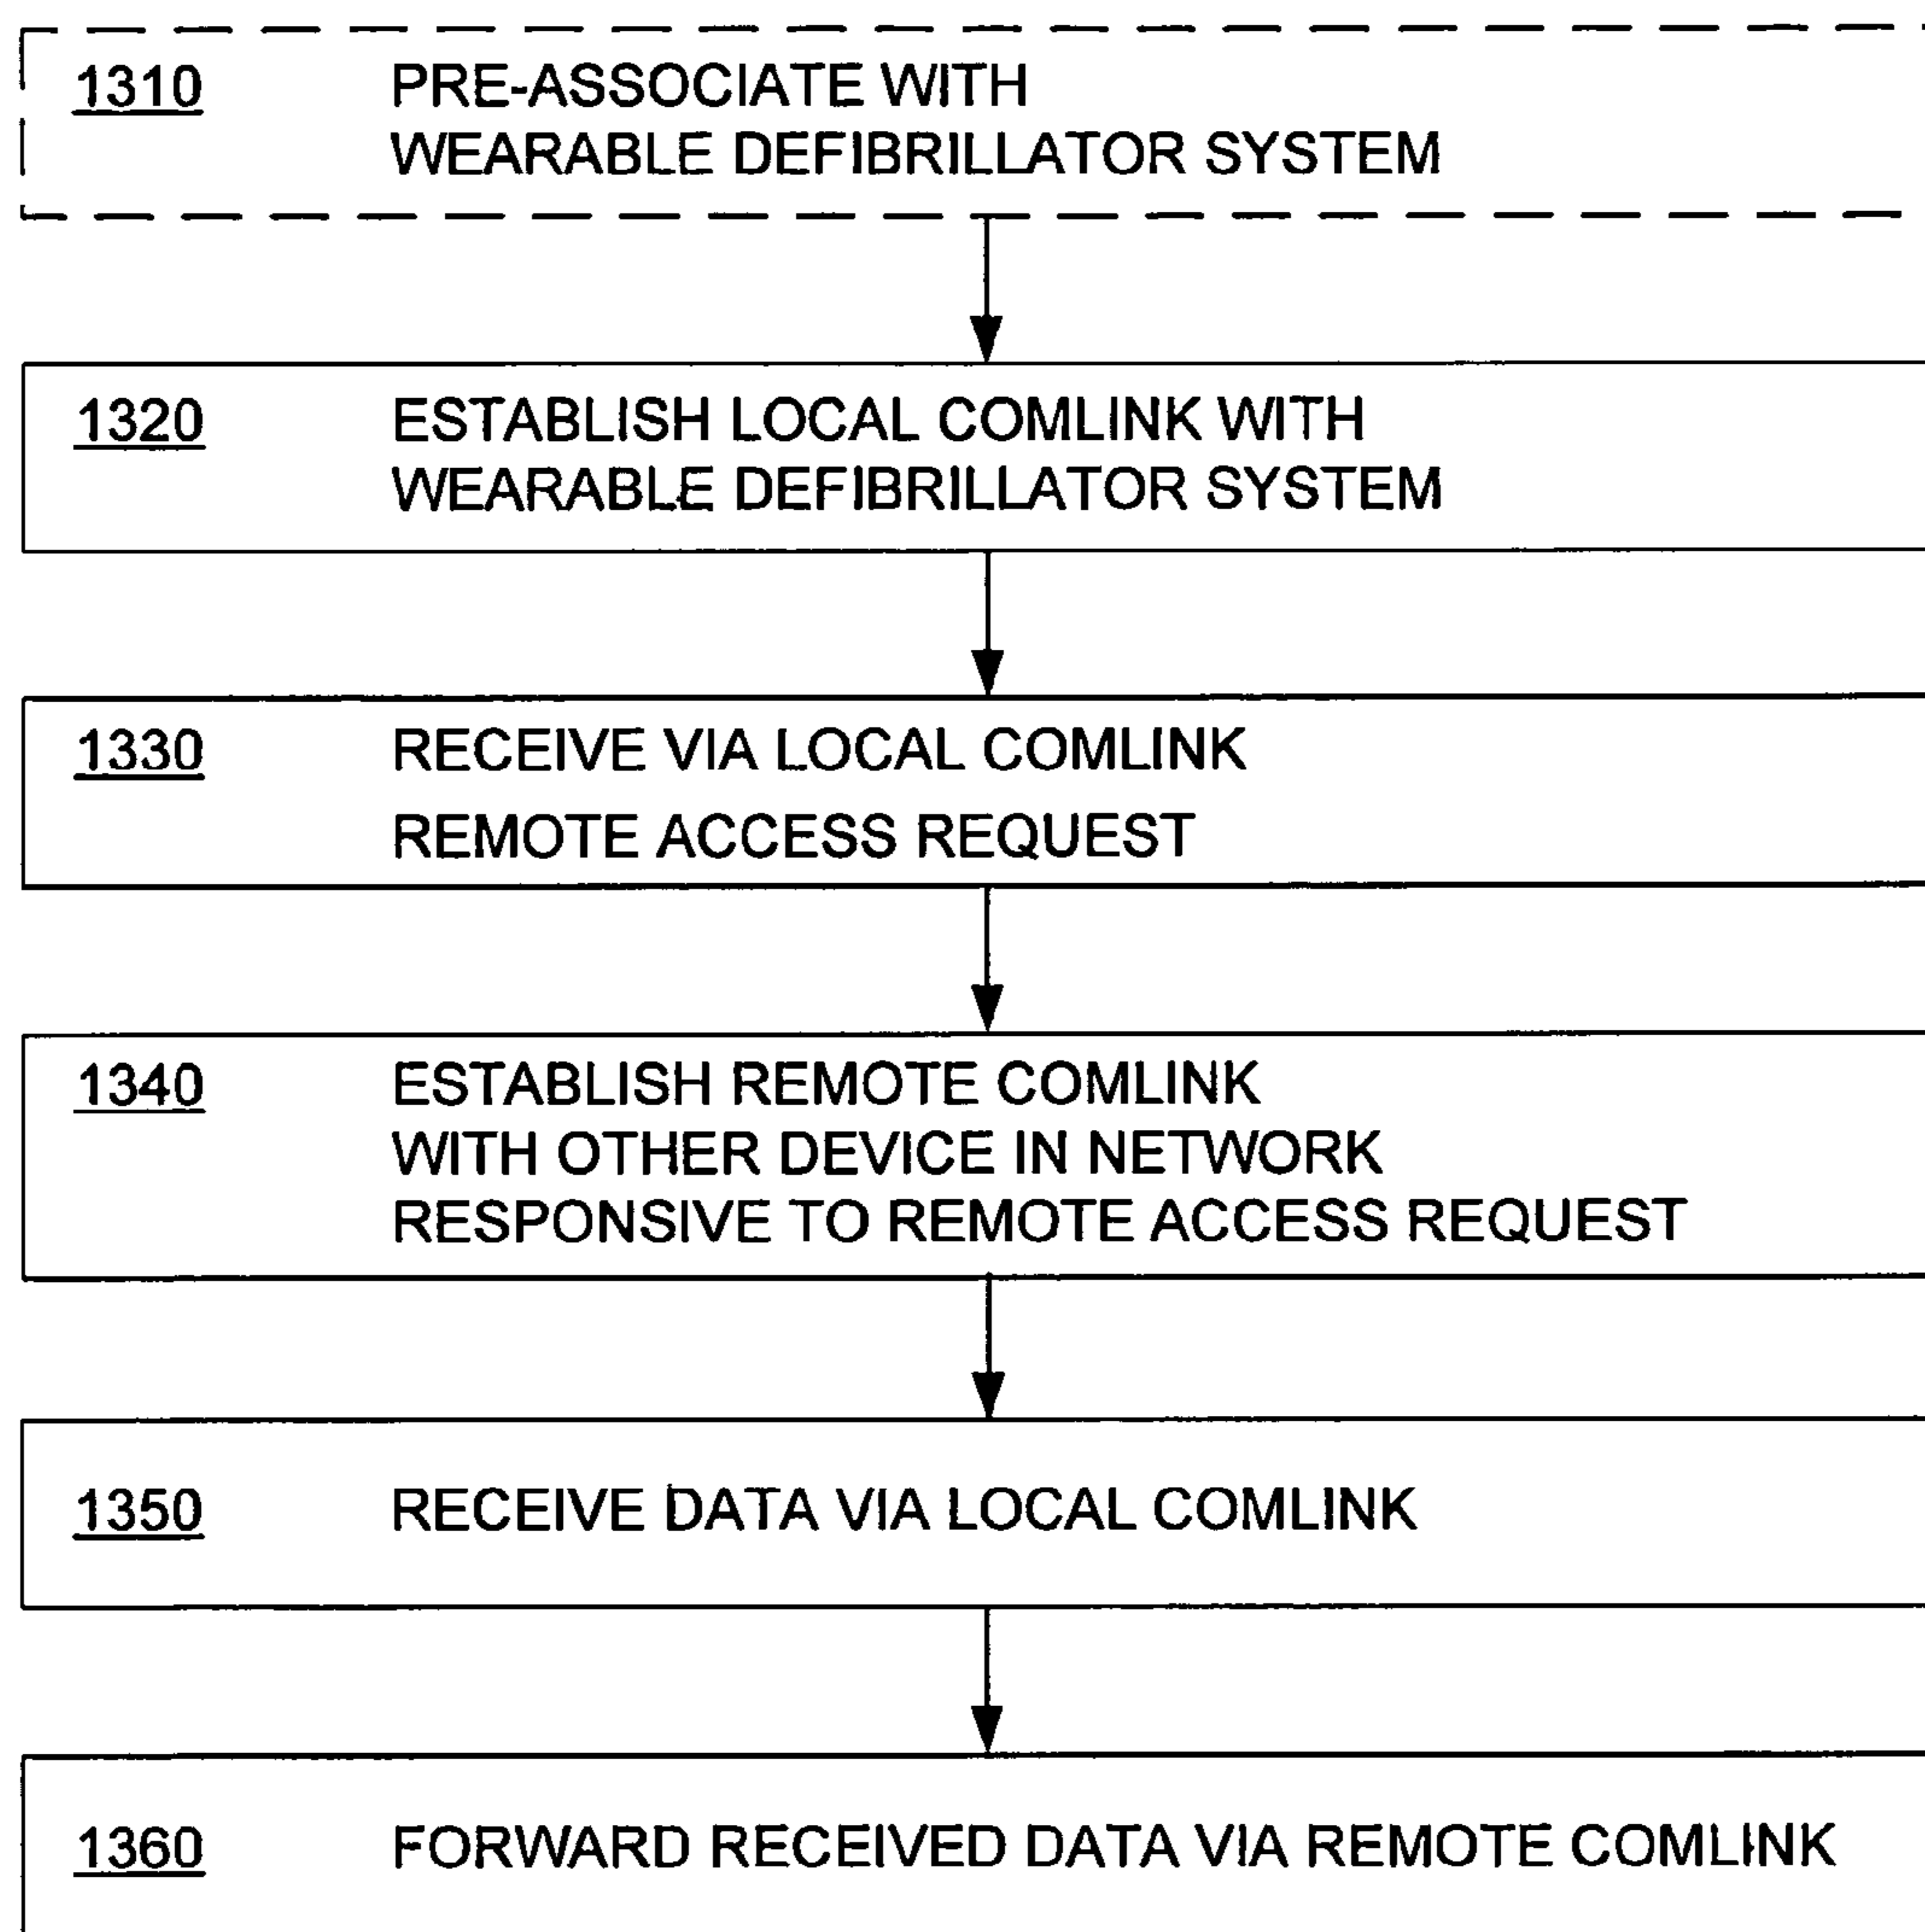 1310 PRE-ASSOCIATE WITH
WEARABLE DEFIBRILLATOR SYSTEM
1320 ESTABLISH LOCAL COMLINK WITH
WEARABLE DEFIBRILLATOR SYSTEM
1330 RECEIVE VIA LOCAL COMLINK
REMOTE ACCESS REQUEST
1340 ESTABLISH REMOTE COMLINK
WITH OTHER DEVICE IN NETWORK
RESPONSIVE TO REMOTE ACCESS REQUEST
1350 RECEIVE DATA VIA LOCAL COMLINK
1360 FORWARD RECEIVED DATA VIA REMOTE COMLINK